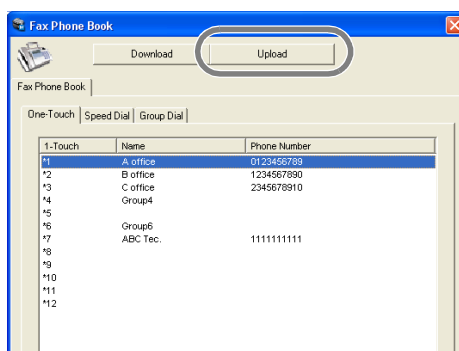 Fax Phone Book
Download Upload
Fax Phone Book
One-Touch Speed Dial Group Dial
1-Touch Name Phone Number
*1 A office 0123456789
*2 B office 1234567890
*3 C office 2345678910
*4 Group4
*5
*6 Group6
*7 ABC Tec. 1111111111
*8
*9
*10
*11
*12